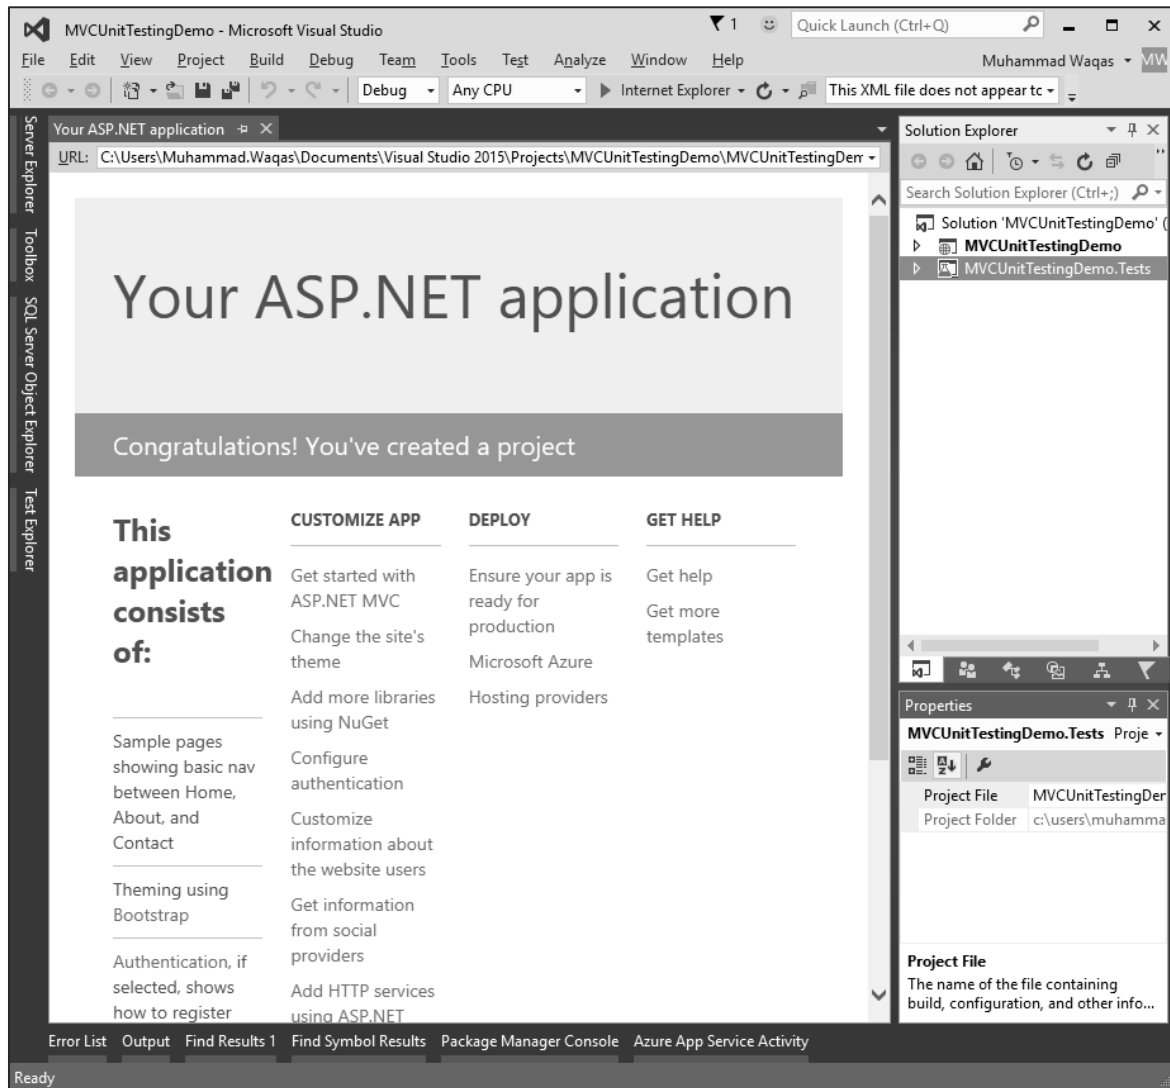 MVCUnitTestingDemo - Microsoft Visual Studio
1
Quick Launch (Ctrl+Q)
File Edit View Project Build Debug Team Tools Test Analyze Window Help
Muhammad Waqas MW
Debug Any CPU Internet Explorer This XML file does not appear tc
Server Explorer
Toolbox
SQL Server Object Explorer
Test Explorer
Your ASP.NET application
URL: C:\Users\Muhammad.Waqas\Documents\Visual Studio 2015\Projects\MVCUnitTestingDemo\MVCUnitTestingDem
Your ASP.NET application
Congratulations! You've created a project
This
application
consists
of:
Sample pages
showing basic nav
between Home,
About, and
Contact
Theming using
Bootstrap
Authentication, if
selected, shows
how to register
CUSTOMIZE APP
Get started with
ASP.NET MVC
Change the site's
theme
Add more libraries
using NuGet
Configure
authentication
Customize
information about
the website users
Get information
from social
providers
Add HTTP services
using ASP.NET
DEPLOY
Ensure your app is
ready for
production
Microsoft Azure
Hosting providers
GET HELP
Get help
Get more
templates
Solution Explorer
Search Solution Explorer (Ctrl+;)
Solution 'MVCUnitTestingDemo' (
MVCUnitTestingDemo
MVCUnitTestingDemo.Tests
Properties
MVCUnitTestingDemo.Tests Proje
Project File MVCUnitTestingDer
Project Folder c:\users\muhamma
Project File
The name of the file containing
build, configuration, and other info...
Error List Output Find Results 1 Find Symbol Results Package Manager Console Azure App Service Activity
Ready